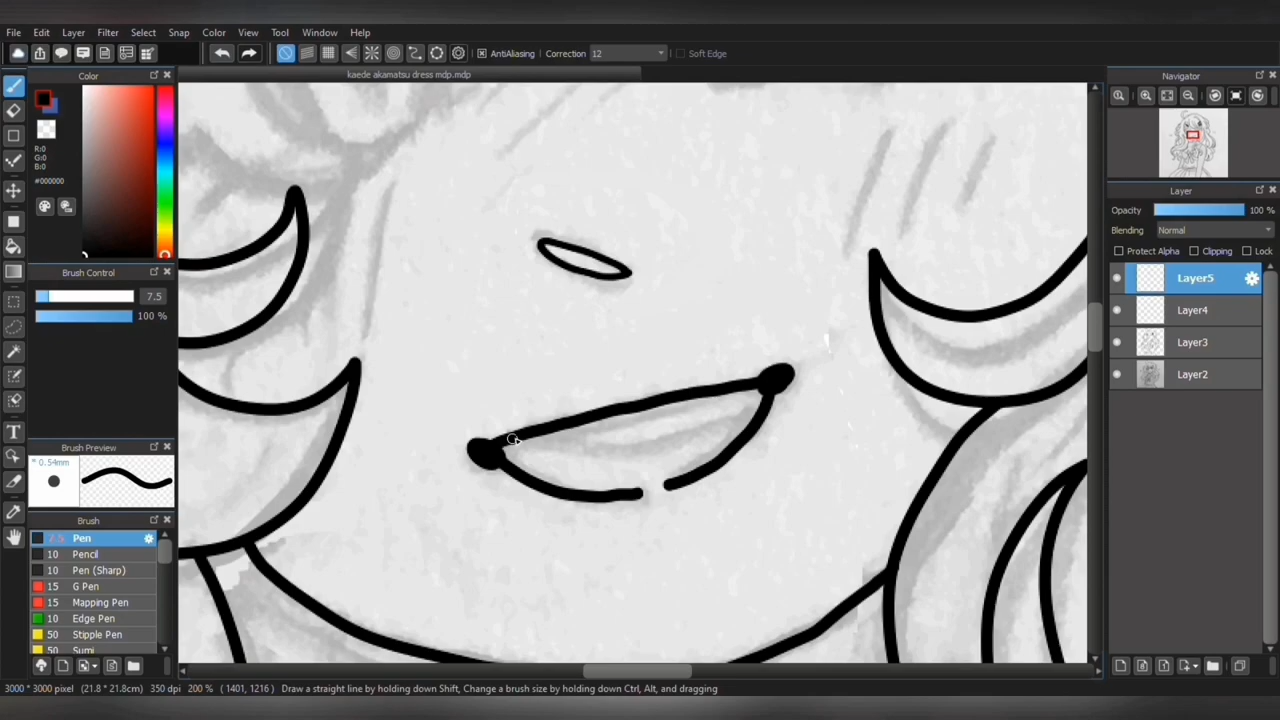 File Edit Layer Filter Select Snap Color View Tool Window Help
AntiAliasing Correction 12 Soft Edge
Color
kaede akamatsu dress mdp.mdp
Navigator
R:0
G:0
B:0
#000000
Layer
Opacity 100 %
Blending Normal
Protect Alpha Clipping Lock
Layer5
Layer4
Layer3
Layer2
Brush Control
7.5
100 %
Brush Preview
* 0.54mm
Brush
7.5 Pen
10 Pencil
10 Pen (Sharp)
15 G Pen
15 Mapping Pen
10 Edge Pen
50 Stipple Pen
50 Sumi
T
3000 * 3000 pixel (21.8 * 21.8cm) 350 dpi 200 % ( 1401, 1216 ) Draw a straight line by holding down Shift, Change a brush size by holding down Ctrl, Alt, and dragging